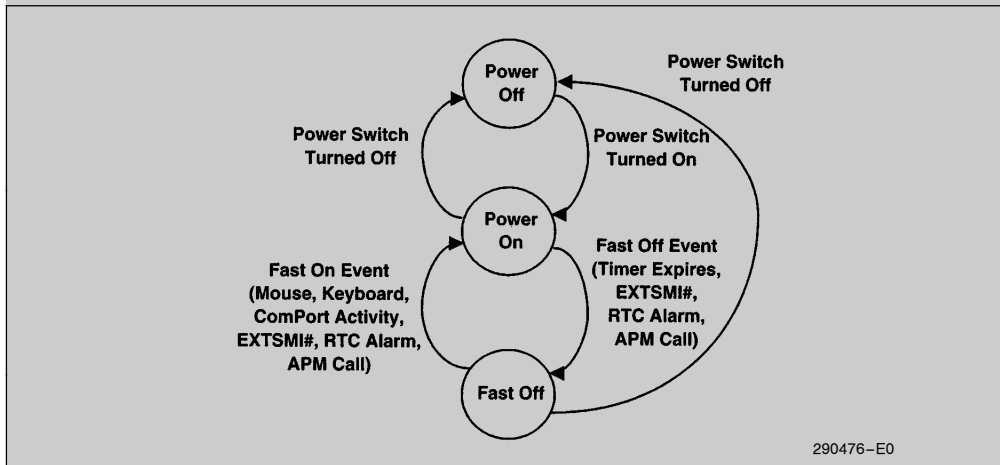 Power
Off
Power Switch
Turned Off
Power Switch
Turned Off
Power Switch
Turned On
Power
On
Fast On Event
(Mouse, Keyboard,
ComPort Activity,
EXTSMI#, RTC Alarm,
APM Call)
Fast Off Event
(Timer Expires,
EXTSMI#,
RTC Alarm,
APM Call)
Fast Off
290476–E0